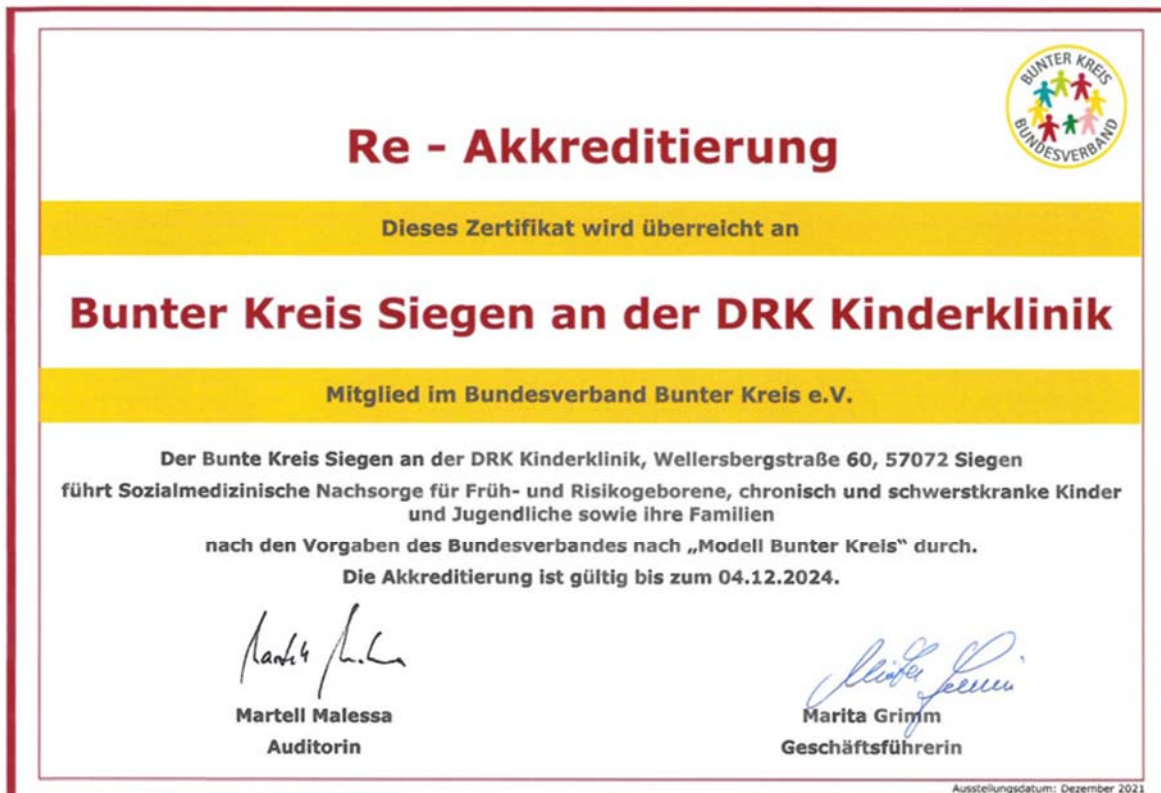 BUNTER KREIS
BUNDESVERBAND
Re - Akkreditierung
Dieses Zertifikat wird überreicht an
Bunter Kreis Siegen an der DRK Kinderklinik
Mitglied im Bundesverband Bunter Kreis e.V.
Der Bunte Kreis Siegen an der DRK Kinderklinik, Wellersbergstraße 60, 57072 Siegen
führt Sozialmedizinische Nachsorge für Früh- und Risikogeborene, chronisch und schwerstkranke Kinder
und Jugendliche sowie ihre Familien
nach den Vorgaben des Bundesverbandes nach „Modell Bunter Kreis“ durch.
Die Akkreditierung ist gültig bis zum 04.12.2024.
Martell Malessa
Auditorin
Marita Grimm
Geschäftsführerin
Ausstellungsdatum: Dezember 2021